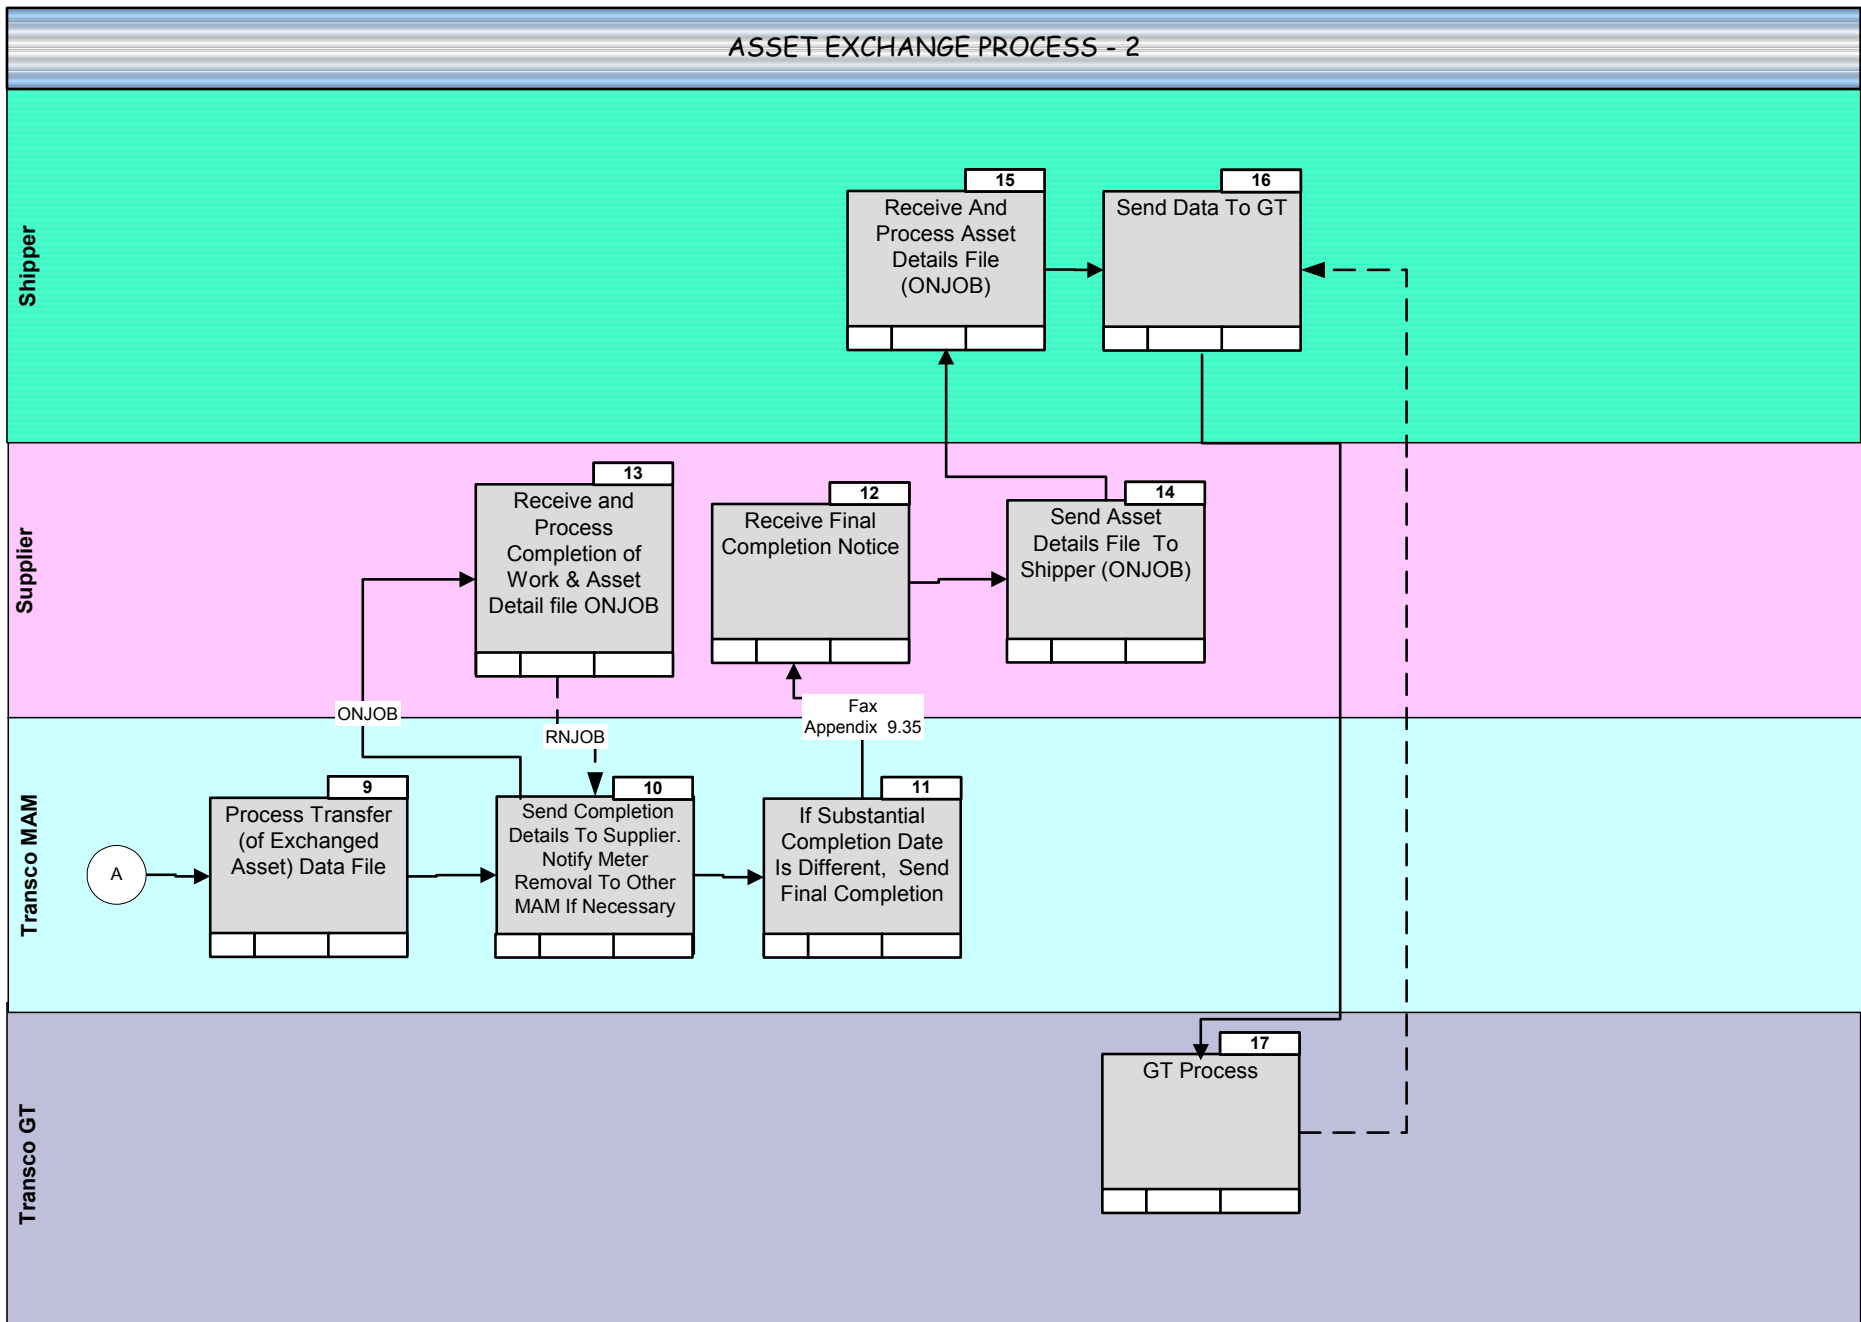 ASSET EXCHANGE PROCESS - 2
Shipper
15
Receive And
Process Asset
Details File
(ONJOB)
16
Send Data To GT
Supplier
13
Receive and
Process
Completion of
Work & Asset
Detail file ONJOB
12
Receive Final
Completion Notice
14
Send Asset
Details File To
Shipper (ONJOB)
ONJOB
RNJOB
Fax
Appendix 9.35
Transco MAM
A
9
Process Transfer
(of Exchanged
Asset) Data File
10
Send Completion
Details To Supplier.
Notify Meter
Removal To Other
MAM If Necessary
11
If Substantial
Completion Date
Is Different, Send
Final Completion
Transco GT
17
GT Process